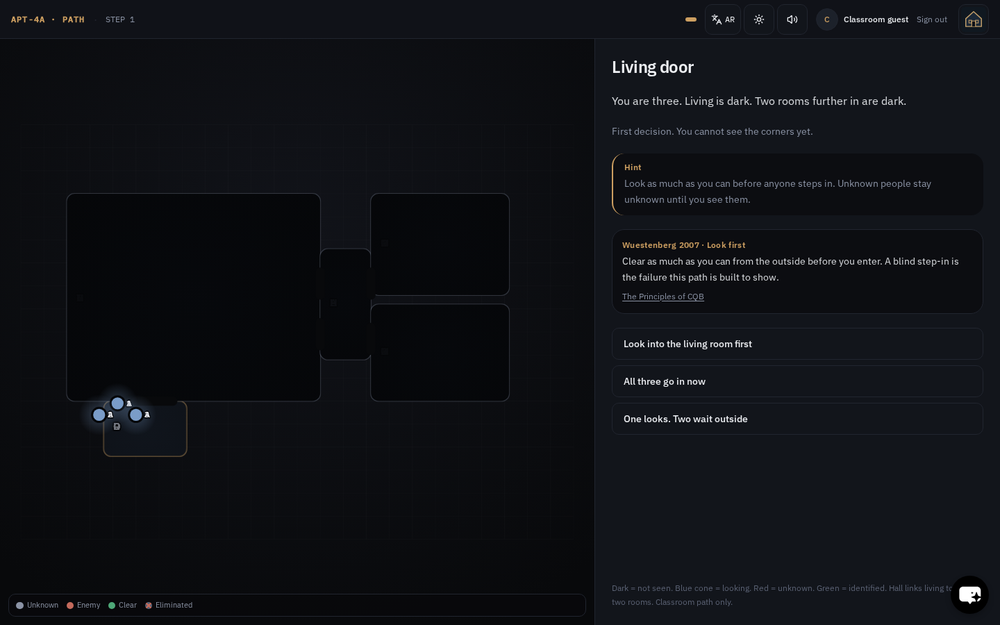 APT-4A · PATH · STEP 1
AR
C Classroom guest Sign out
Living door
You are three. Living is dark. Two rooms further in are dark.
First decision. You cannot see the corners yet.
Hint
Look as much as you can before anyone steps in. Unknown people stay
unknown until you see them.
Wuestenberg 2007 · Look first
Clear as much as you can from the outside before you enter. A blind step-in is
the failure this path is built to show.
The Principles of CQB
Look into the living room first
All three go in now
One looks. Two wait outside
Dark = not seen. Blue cone = looking. Red = unknown. Green = identified. Hall links living to
two rooms. Classroom path only.
Unknown Enemy Clear Eliminated